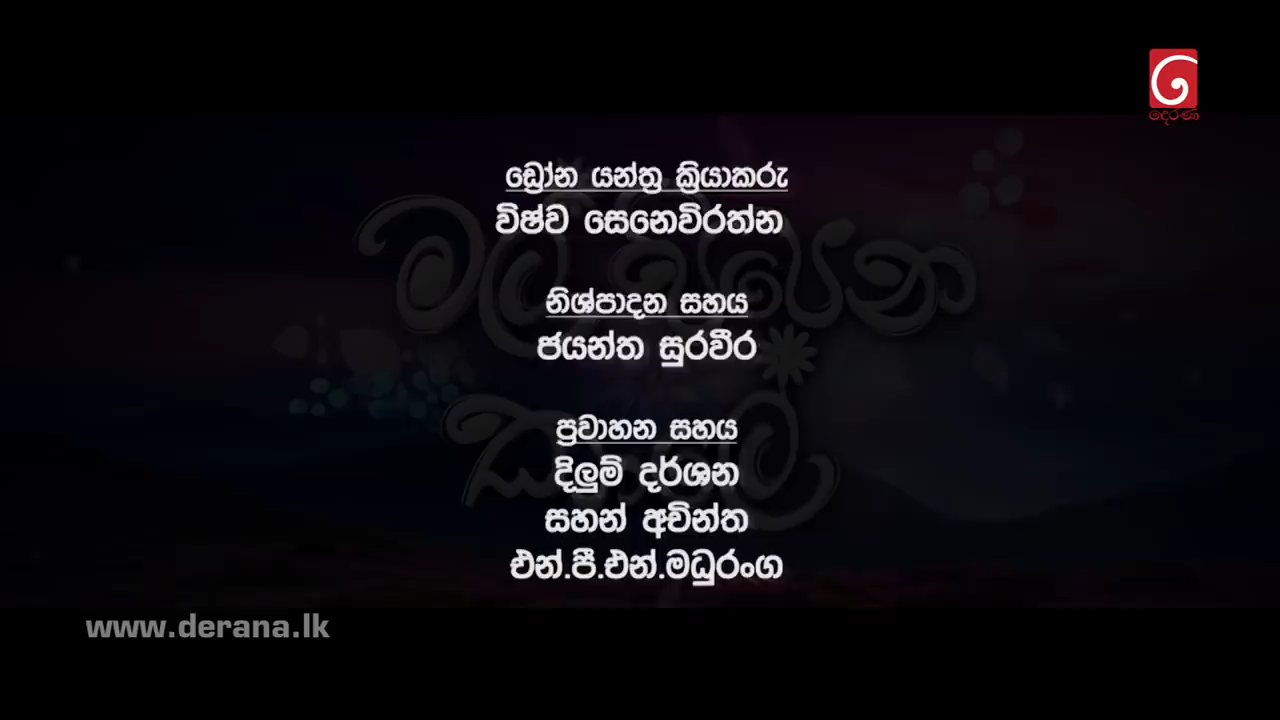 දෙරණ
ඩ්‍රෝන යන්ත්‍ර ක්‍රියාකරු
විෂ්ව සෙනෙවිරත්න
නිශ්පාදන සහය
ජයන්ත සුරවීර
ප්‍රවාහන සහය
දිලුම් දර්ශන
සහන් අචින්ත
එන්.පී.එන්.මධුරංග
www.derana.lk